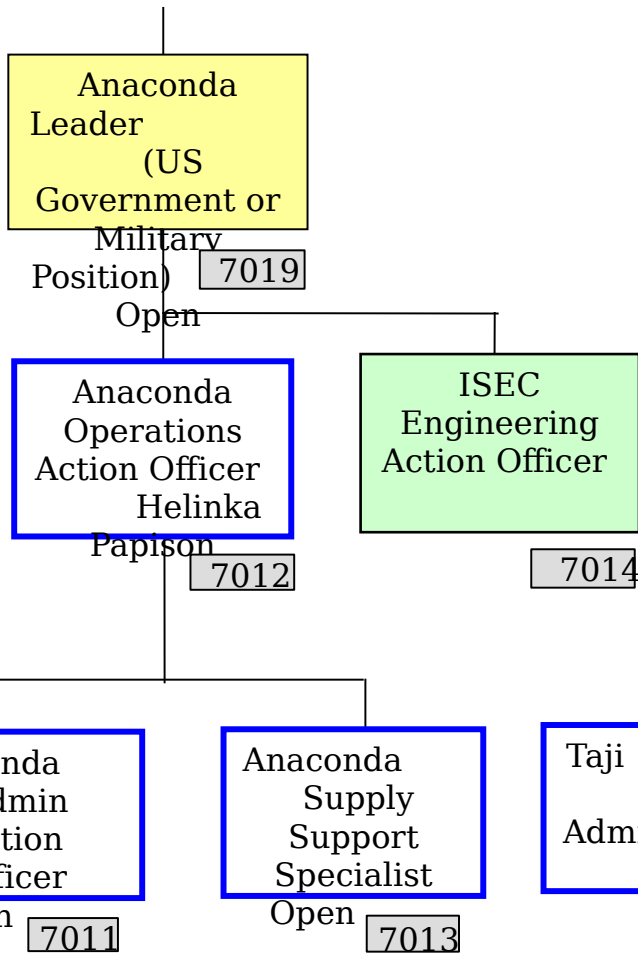 Anaconda
Leader
(US
Government or
Military
Position)
7019
Open
Anaconda
Operations
Action Officer
Helinka
Papison
7012
ISEC
Engineering
Action Officer
7014
nda
dmin
tion
ficer
n
7011
Anaconda
Supply
Support
Specialist
Open
7013
Taji
Adm